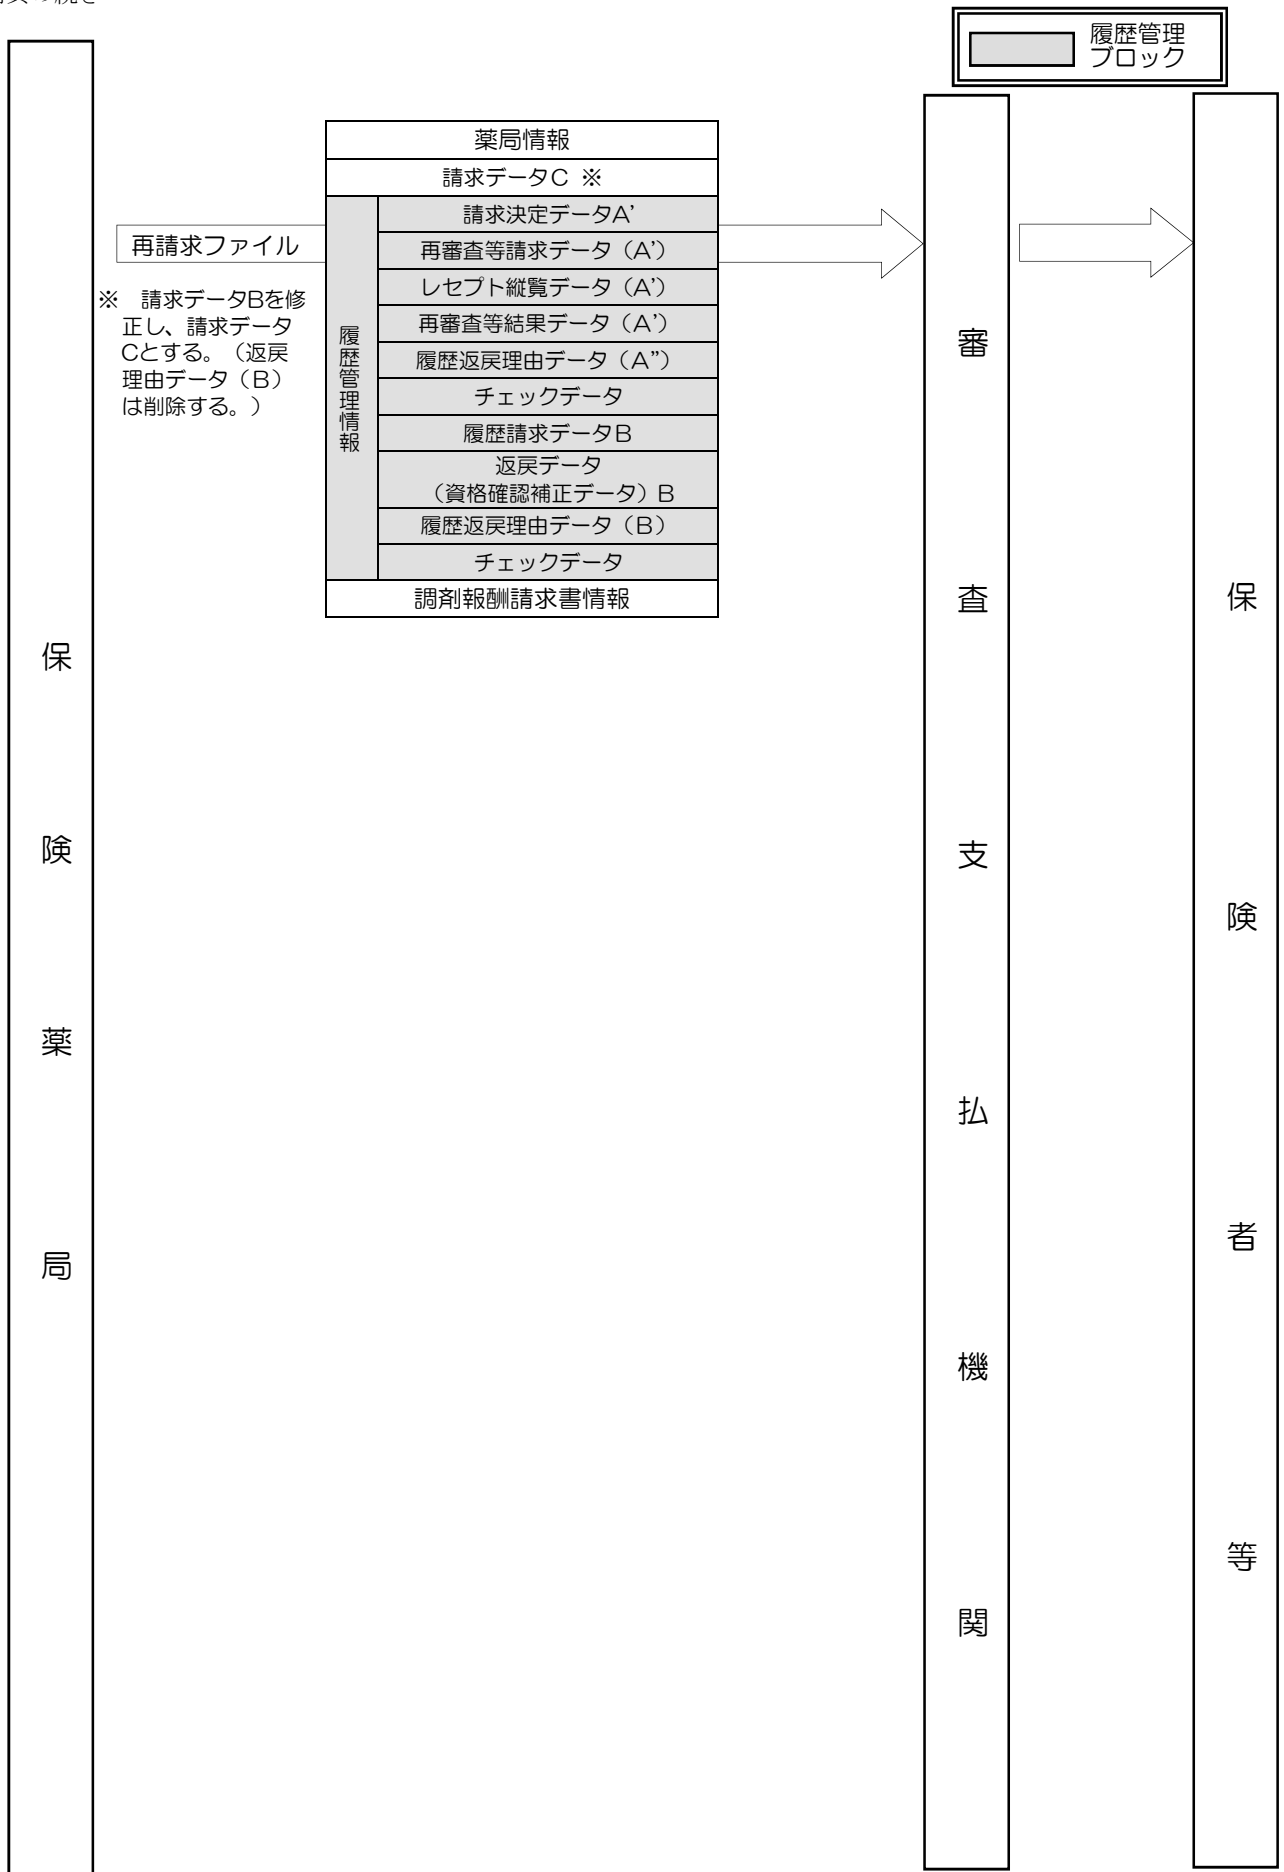 の続き
履歴管理
ブロック
薬局情報
請求データC ※
履歴管理情報
請求決定データA’
再審査等請求データ（A’）
レセプト縦覧データ（A’）
再審査等結果データ（A’）
履歴返戻理由データ（A”）
チェックデータ
履歴請求データB
返戻データ
（資格確認補正データ）B
履歴返戻理由データ（B）
チェックデータ
調剤報酬請求書情報
再請求ファイル
※　請求データBを修
正し、請求データ
Cとする。（返戻
理由データ（B）
は削除する。）
保険薬局
審査支払機関
保険者等